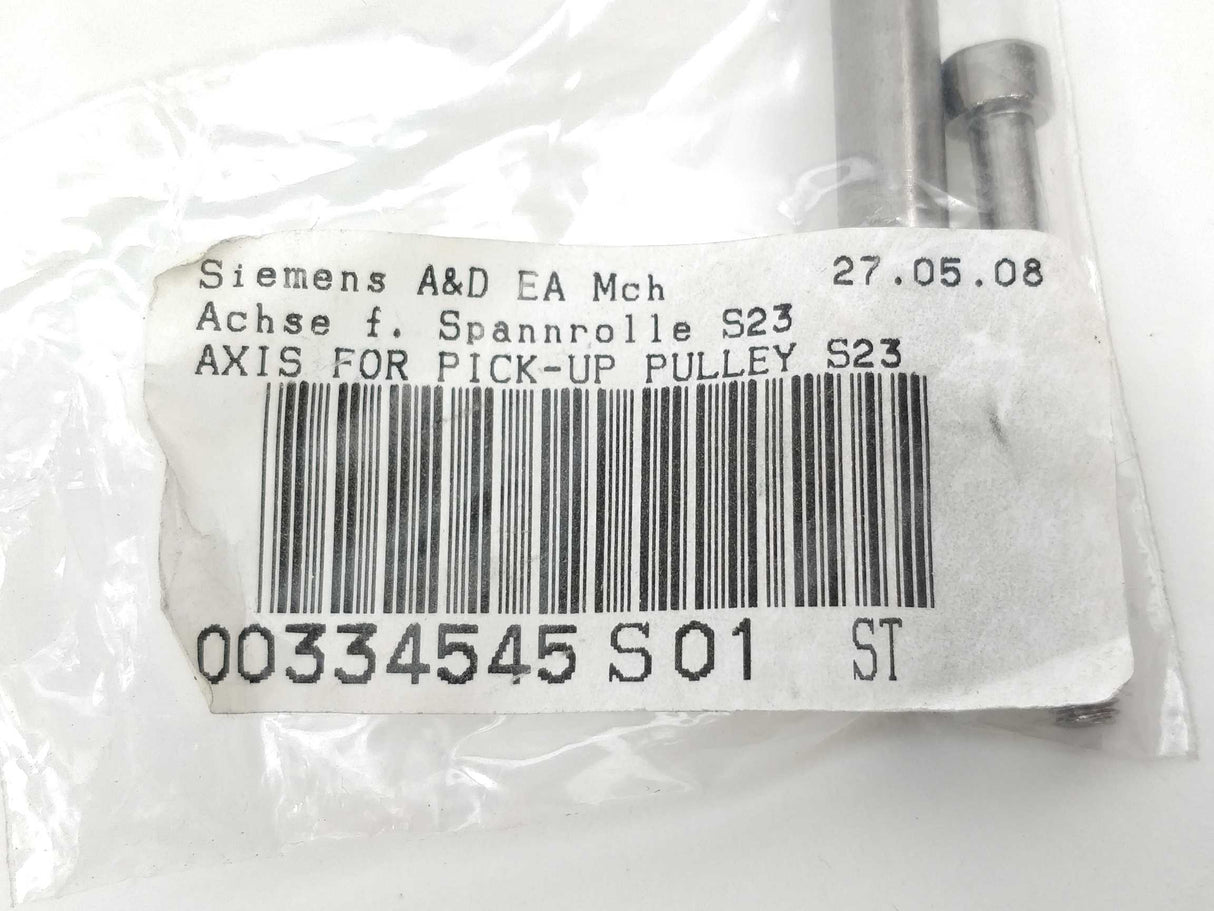 Siemens A&D EA Mch 27.05.08
Achse f. Spannrolle S23
AXIS FOR PICK-UP PULLEY S23
00334545 S 01 ST